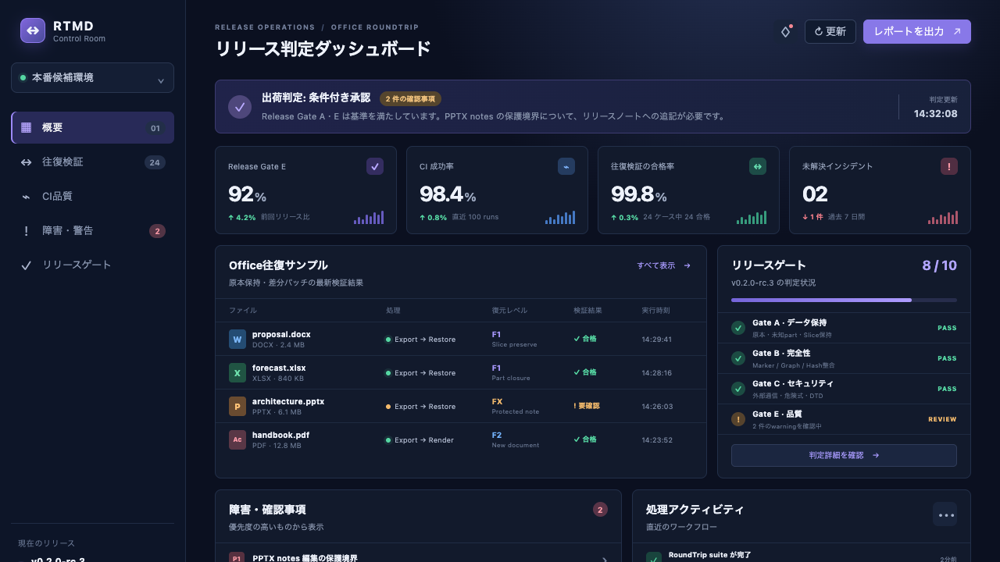 RTMD
Control Room
本番候補環境
概要 01
往復検証 24
CI品質
障害・警告 2
リリースゲート
現在のリリース
v0.2.0-rc.3
RELEASE OPERATIONS / OFFICE ROUNDTRIP
リリース判定ダッシュボード
更新
レポートを出力
出荷判定: 条件付き承認 2 件の確認事項
Release Gate A・E は基準を満たしています。PPTX notes の保護境界について、リリースノートへの追記が必要です。
判定更新
14:32:08
Release Gate E
92%
↑ 4.2% 前回リリース比
CI 成功率
98.4%
↑ 0.8% 直近 100 runs
往復検証の合格率
99.8%
↑ 0.3% 24 ケース中 24 合格
未解決インシデント
!
02
↓ 1 件 過去 7 日間
Office往復サンプル
すべて表示 →
原本保持・差分パッチの最新検証結果
ファイル 処理 復元レベル 検証結果 実行時刻
W proposal.docx Export → Restore F1 ✓ 合格 14:29:41
DOCX · 2.4 MB Slice preserve
X forecast.xlsx Export → Restore F1 ✓ 合格 14:28:16
XLSX · 840 KB Part closure
P architecture.pptx Export → Restore FX ! 要確認 14:26:03
PPTX · 6.1 MB Protected note
Ac handbook.pdf Export → Render F2 ✓ 合格 14:23:52
PDF · 12.8 MB New document
リリースゲート 8 / 10
v0.2.0-rc.3 の判定状況
Gate A · データ保持 PASS
原本・未知part・Slice保持
Gate B · 完全性 PASS
Marker / Graph / Hash整合
Gate C · セキュリティ PASS
外部通信・危険式・DTD
! Gate E · 品質 REVIEW
2 件のwarningを確認中
判定詳細を確認 →
障害・確認事項 2
優先度の高いものから表示
P1 PPTX notes 編集の保護境界
処理アクティビティ
直近のワークフロー
RoundTrip suite が完了
2分前